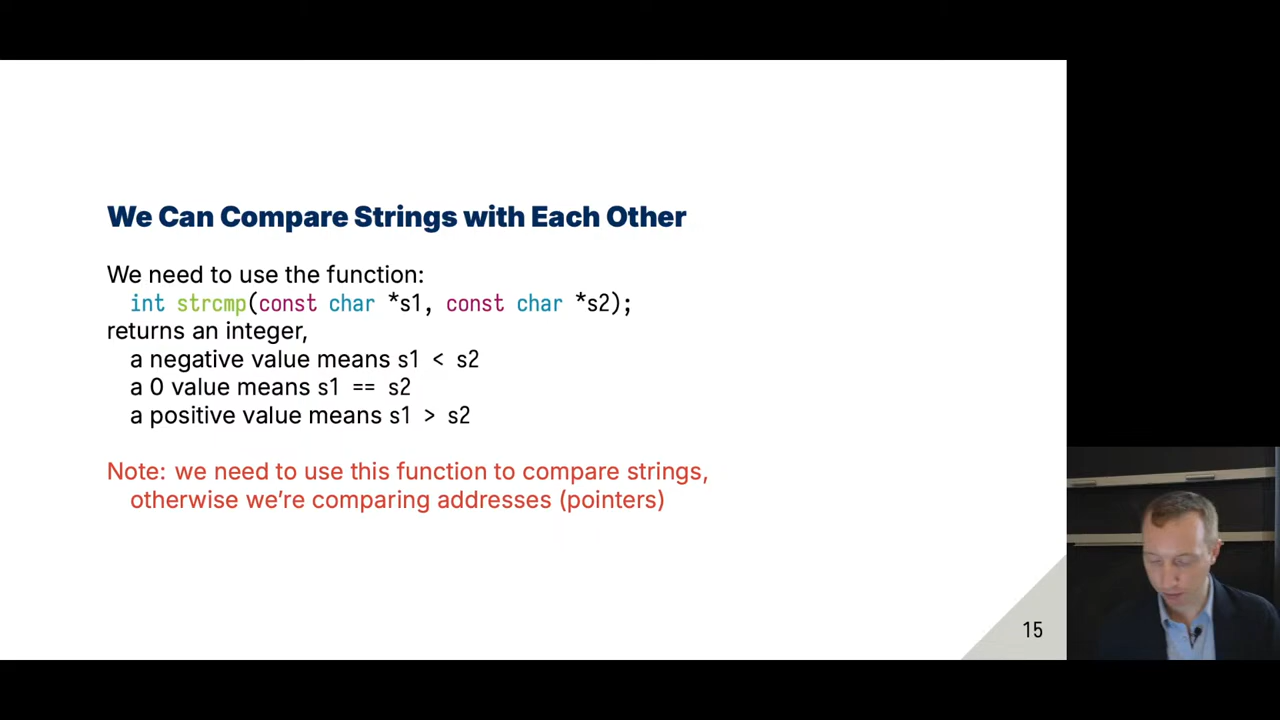 We Can Compare Strings with Each Other
We need to use the function:
int strcmp(const char *s1, const char *s2);
returns an integer,
a negative value means s1 < s2
a 0 value means s1 == s2
a positive value means s1 > s2
Note: we need to use this function to compare strings,
otherwise we’re comparing addresses (pointers)
15